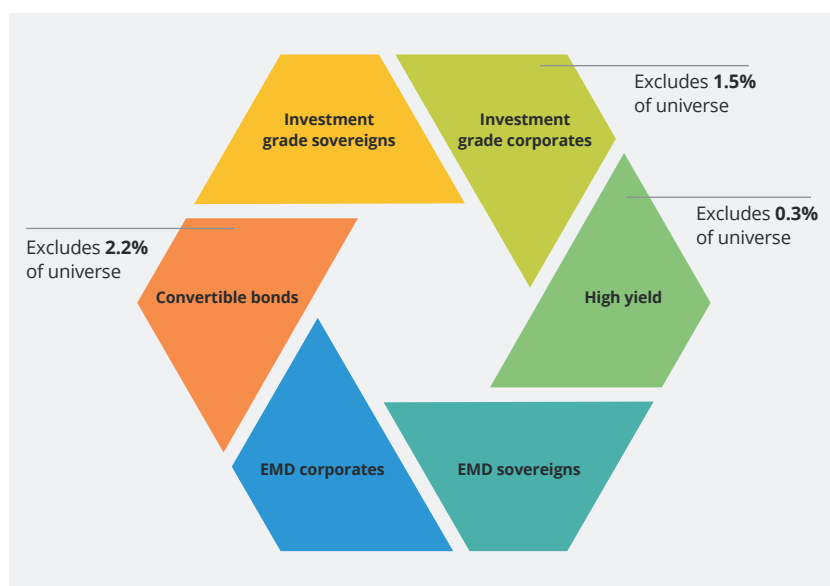 Investment
grade sovereigns
Investment
grade corporates
Excludes 1.5%
of universe
Excludes 0.3%
of universe
Excludes 2.2%
of universe
Convertible bonds
High yield
EMD corporates
EMD sovereigns